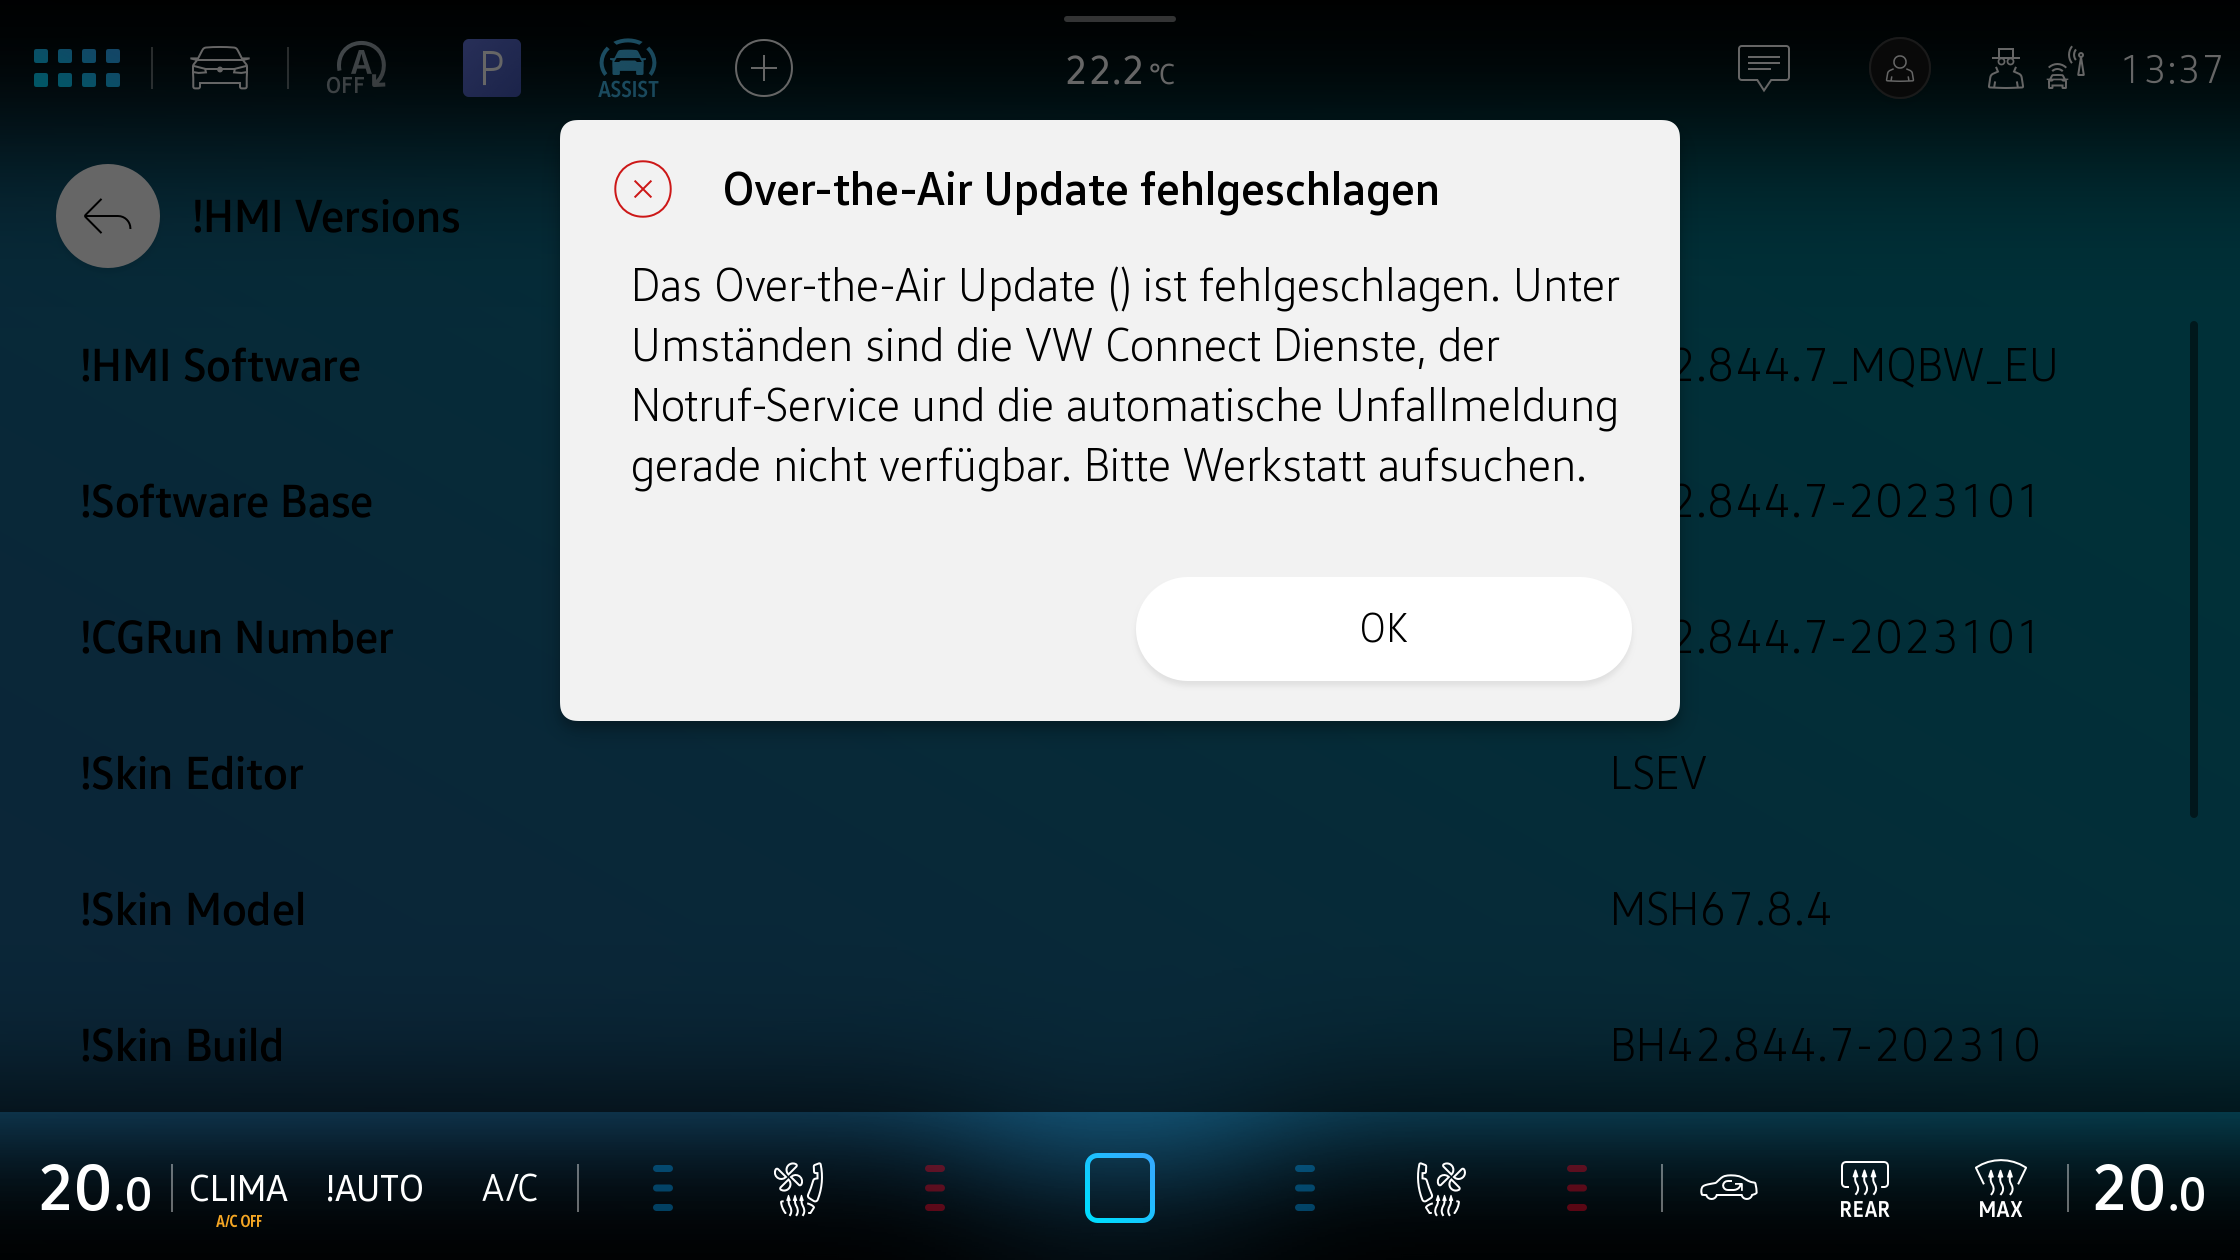 A OFF
P
ASSIST
22.2 °C
13:37
!HMI Versions
Over-the-Air Update fehlgeschlagen
Das Over-the-Air Update () ist fehlgeschlagen. Unter
Umständen sind die VW Connect Dienste, der
Notruf-Service und die automatische Unfallmeldung
gerade nicht verfügbar. Bitte Werkstatt aufsuchen.
OK
!HMI Software
2.844.7_MQBW_EU
!Software Base
2.844.7-2023101
!CGRun Number
2.844.7-2023101
!Skin Editor
LSEV
!Skin Model
MSH67.8.4
!Skin Build
BH42.844.7-202310
20.0
CLIMA
A/C OFF
!AUTO
A/C
REAR
MAX
20.0